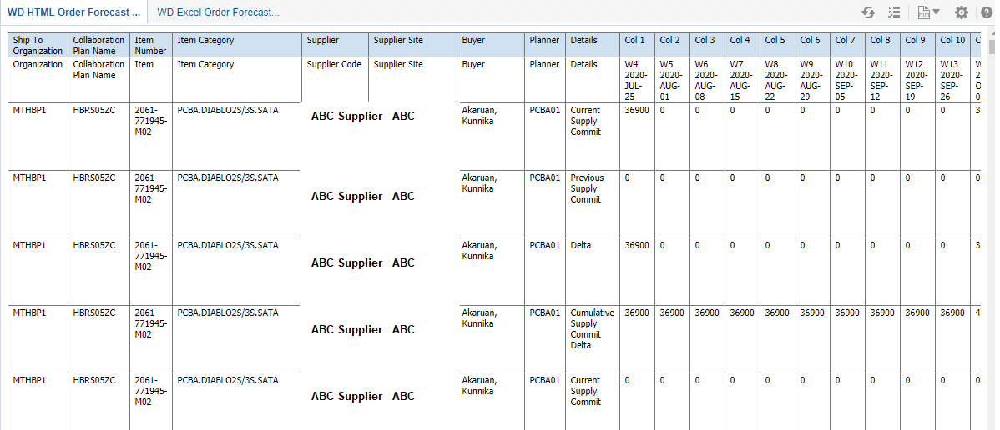 WD HTML Order Forecast ... WD Excel Order Forecast...
Ship To Organization Collaboration Plan Name Item Number Item Category Supplier Supplier Site Buyer Planner Details Col 1 Col 2 Col 3 Col 4 Col 5 Col 6 Col 7 Col 8 Col 9 Col 10
Organization Collaboration Plan Name Item Item Category Supplier Code Supplier Site Buyer Planner Details W4 2020-JUL-25 W5 2020-AUG-01 W6 2020-AUG-08 W7 2020-AUG-15 W8 2020-AUG-22 W9 2020-AUG-29 W10 2020-SEP-05 W11 2020-SEP-12 W12 2020-SEP-19 W13 2020-SEP-26
MTHBP1 HBRS05ZC 2061-771945-M02 PCBA.DIABLO2S/3S.SATA ABC Supplier ABC Akaruan, Kunnika PCBA01 Current Supply Commit 36900 0 0 0 0 0 0 0 0 0 3
MTHBP1 HBRS05ZC 2061-771945-M02 PCBA.DIABLO2S/3S.SATA ABC Supplier ABC Akaruan, Kunnika PCBA01 Previous Supply Commit 0 0 0 0 0 0 0 0 0 0 0
MTHBP1 HBRS05ZC 2061-771945-M02 PCBA.DIABLO2S/3S.SATA ABC Supplier ABC Akaruan, Kunnika PCBA01 Delta 36900 0 0 0 0 0 0 0 0 0 3
MTHBP1 HBRS05ZC 2061-771945-M02 PCBA.DIABLO2S/3S.SATA ABC Supplier ABC Akaruan, Kunnika PCBA01 Cumulative Supply Commit Delta 36900 36900 36900 36900 36900 36900 36900 36900 36900 36900 4
MTHBP1 HBRS05ZC 2061-771945-M02 PCBA.DIABLO2S/3S.SATA ABC Supplier ABC Akaruan, Kunnika PCBA01 Current Supply Commit 0 0 0 0 0 0 0 0 0 0 0